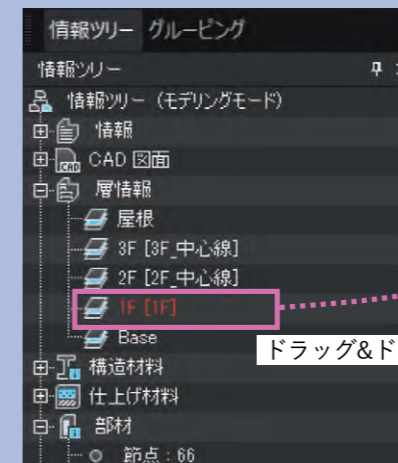 情報ツリー グルーピング
情報ツリー
情報ツリー (モデリングモード)
情報
CAD 図面
層情報
屋根
3F [3F_中心線]
2F [2F_中心線]
1F [1F]
Base
ドラッグ&ド
構造材料
仕上げ材料
部材
節点 : 66